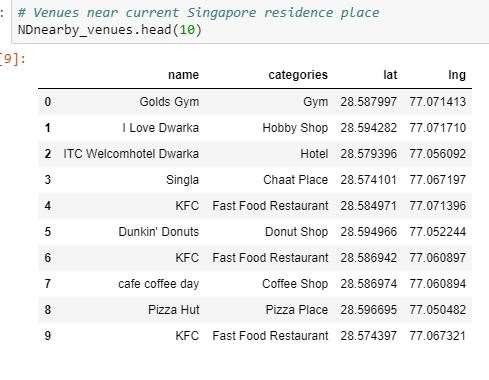 : # Venues near current Singapore residence place
NDnearby_venues.head(10)
[9]:
name categories lat lng
0 Golds Gym Gym 28.587997 77.071413
1 I Love Dwarka Hobby Shop 28.594282 77.071710
2 ITC Welcomhotel Dwarka Hotel 28.579396 77.056092
3 Singla Chaat Place 28.574101 77.067197
4 KFC Fast Food Restaurant 28.584971 77.071396
5 Dunkin' Donuts Donut Shop 28.594966 77.052244
6 KFC Fast Food Restaurant 28.586942 77.060897
7 cafe coffee day Coffee Shop 28.586974 77.060894
8 Pizza Hut Pizza Place 28.596695 77.050482
9 KFC Fast Food Restaurant 28.574397 77.067321